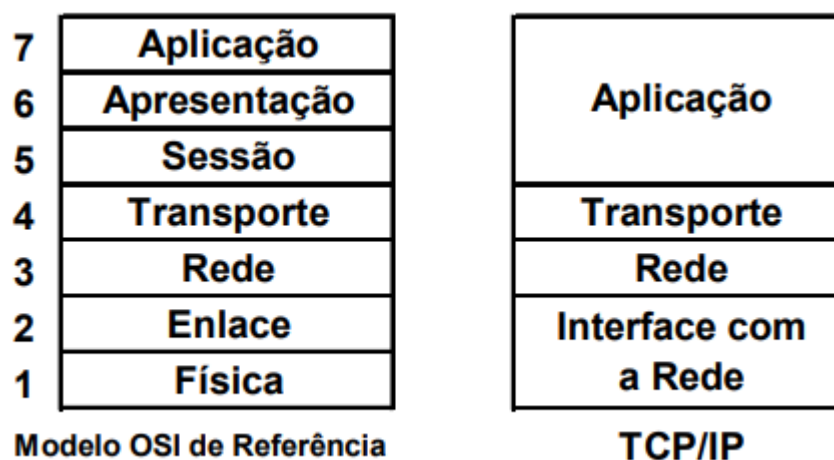 7 Aplicação
6 Apresentação
5 Sessão
4 Transporte
3 Rede
2 Enlace
1 Física
Modelo OSI de Referência
Aplicação
Transporte
Rede
Interface com
a Rede
TCP/IP